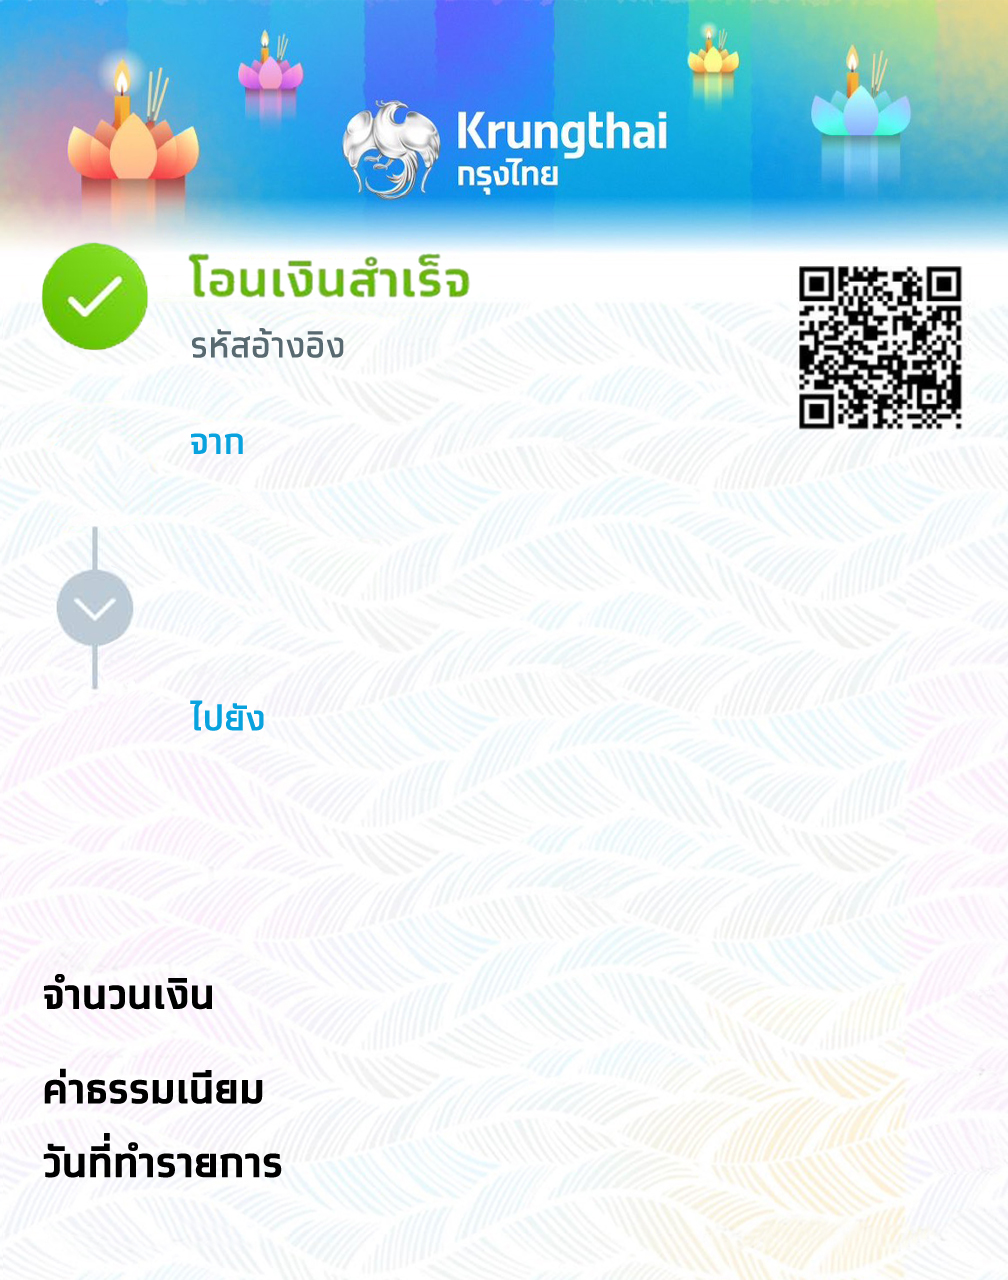 Krungthai
กรุงไทย
โอนเงินสำเร็จ
รหัสอ้างอิง
จาก
ไปยัง
จำนวนเงิน
ค่าธรรมเนียม
วันที่ทำรายการ